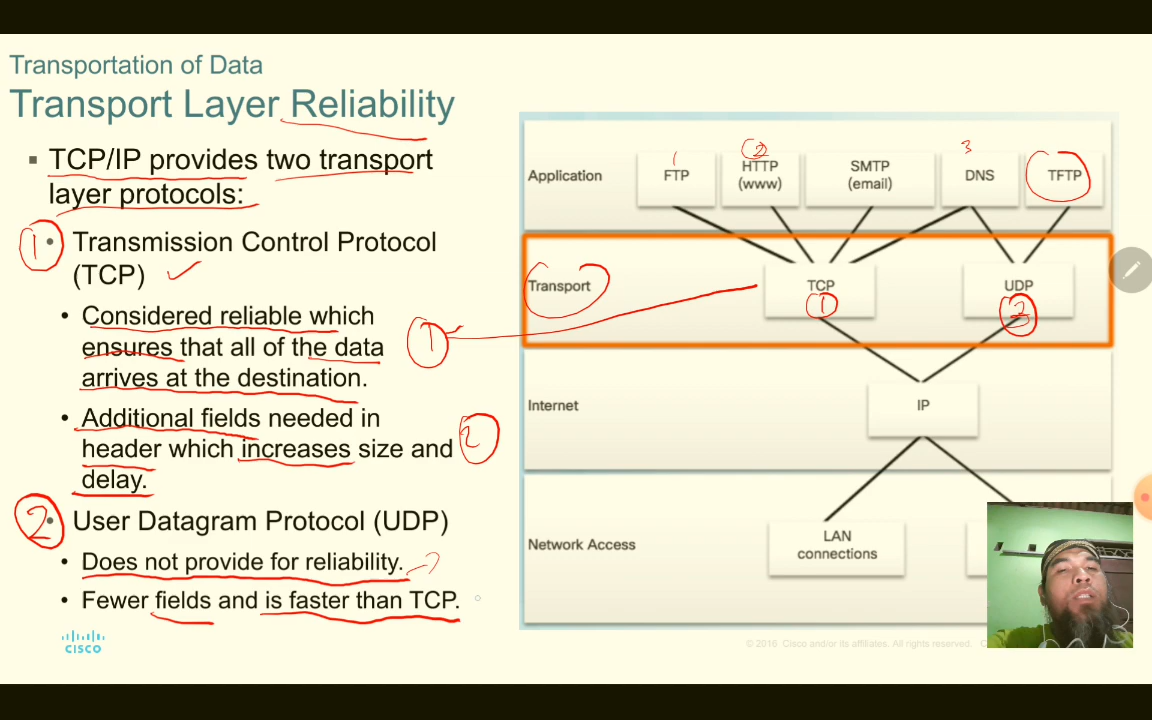 Transportation of Data
Transport Layer Reliability
▪ TCP/IP provides two transport
layer protocols:
1
• Transmission Control Protocol
(TCP) ✓
• Considered reliable which
ensures that all of the data
arrives at the destination.
1
• Additional fields needed in
header which increases size and
delay.
2
2
• User Datagram Protocol (UDP)
• Does not provide for reliability.
• Fewer fields and is faster than TCP.
CISCO
1
2
3
Application
FTP
HTTP
(www)
SMTP
(email)
DNS
TFTP
Transport
TCP
1
UDP
2
Internet
IP
Network Access
LAN
connections
© 2016 Cisco and/or its affiliates. All rights reserved.